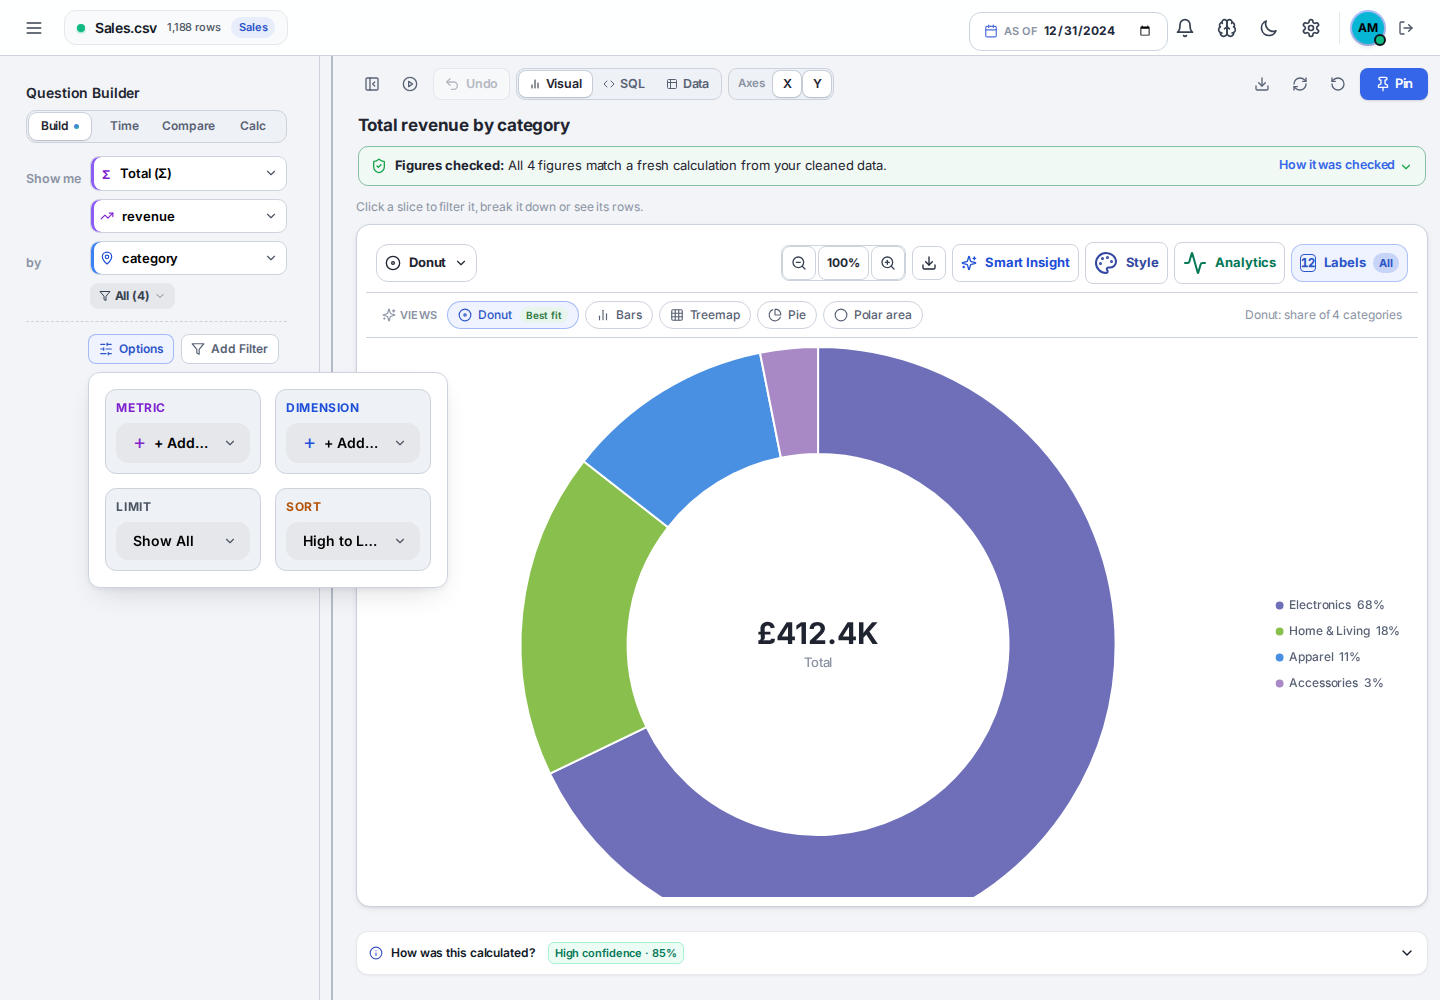 Sales.csv 1,188 rows Sales
AS OF 12/31/2024
AM
Question Builder
Build Time Compare Calc
Show me Σ Total (Σ)
revenue
by category
All (4)
Options Add Filter
METRIC
+ + Add...
DIMENSION
+ + Add...
LIMIT
Show All
SORT
High to L...
Undo Visual SQL Data Axes X Y
Pin
Total revenue by category
Figures checked: All 4 figures match a fresh calculation from your cleaned data. How it was checked
Click a slice to filter it, break it down or see its rows.
Donut 100% Smart Insight Style Analytics 12 Labels All
VIEWS Donut Best fit Bars Treemap Pie Polar area Donut: share of 4 categories
£412.4K
Total
Electronics 68%
Home & Living 18%
Apparel 11%
Accessories 3%
How was this calculated? High confidence · 85%